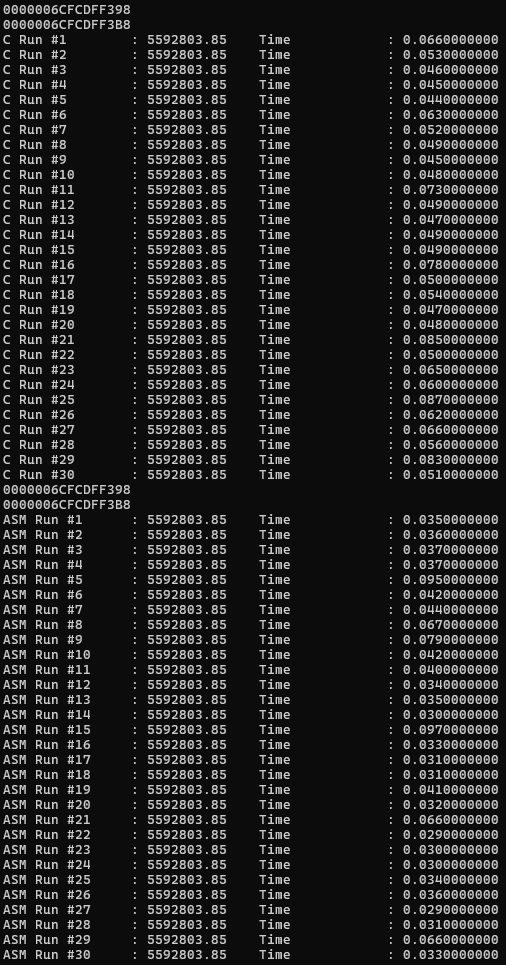 0000006CFCDFF398
0000006CFCDFF3B8
C Run #1        : 5592803.85    Time            : 0.0660000000
C Run #2        : 5592803.85    Time            : 0.0530000000
C Run #3        : 5592803.85    Time            : 0.0460000000
C Run #4        : 5592803.85    Time            : 0.0450000000
C Run #5        : 5592803.85    Time            : 0.0440000000
C Run #6        : 5592803.85    Time            : 0.0630000000
C Run #7        : 5592803.85    Time            : 0.0520000000
C Run #8        : 5592803.85    Time            : 0.0490000000
C Run #9        : 5592803.85    Time            : 0.0450000000
C Run #10       : 5592803.85    Time            : 0.0480000000
C Run #11       : 5592803.85    Time            : 0.0730000000
C Run #12       : 5592803.85    Time            : 0.0490000000
C Run #13       : 5592803.85    Time            : 0.0470000000
C Run #14       : 5592803.85    Time            : 0.0490000000
C Run #15       : 5592803.85    Time            : 0.0490000000
C Run #16       : 5592803.85    Time            : 0.0780000000
C Run #17       : 5592803.85    Time            : 0.0500000000
C Run #18       : 5592803.85    Time            : 0.0540000000
C Run #19       : 5592803.85    Time            : 0.0470000000
C Run #20       : 5592803.85    Time            : 0.0480000000
C Run #21       : 5592803.85    Time            : 0.0850000000
C Run #22       : 5592803.85    Time            : 0.0500000000
C Run #23       : 5592803.85    Time            : 0.0650000000
C Run #24       : 5592803.85    Time            : 0.0600000000
C Run #25       : 5592803.85    Time            : 0.0870000000
C Run #26       : 5592803.85    Time            : 0.0620000000
C Run #27       : 5592803.85    Time            : 0.0660000000
C Run #28       : 5592803.85    Time            : 0.0560000000
C Run #29       : 5592803.85    Time            : 0.0830000000
C Run #30       : 5592803.85    Time            : 0.0510000000
0000006CFCDFF398
0000006CFCDFF3B8
ASM Run #1      : 5592803.85    Time            : 0.0350000000
ASM Run #2      : 5592803.85    Time            : 0.0360000000
ASM Run #3      : 5592803.85    Time            : 0.0370000000
ASM Run #4      : 5592803.85    Time            : 0.0370000000
ASM Run #5      : 5592803.85    Time            : 0.0950000000
ASM Run #6      : 5592803.85    Time            : 0.0420000000
ASM Run #7      : 5592803.85    Time            : 0.0440000000
ASM Run #8      : 5592803.85    Time            : 0.0670000000
ASM Run #9      : 5592803.85    Time            : 0.0790000000
ASM Run #10     : 5592803.85    Time            : 0.0420000000
ASM Run #11     : 5592803.85    Time            : 0.0400000000
ASM Run #12     : 5592803.85    Time            : 0.0340000000
ASM Run #13     : 5592803.85    Time            : 0.0350000000
ASM Run #14     : 5592803.85    Time            : 0.0300000000
ASM Run #15     : 5592803.85    Time            : 0.0970000000
ASM Run #16     : 5592803.85    Time            : 0.0330000000
ASM Run #17     : 5592803.85    Time            : 0.0310000000
ASM Run #18     : 5592803.85    Time            : 0.0310000000
ASM Run #19     : 5592803.85    Time            : 0.0410000000
ASM Run #20     : 5592803.85    Time            : 0.0320000000
ASM Run #21     : 5592803.85    Time            : 0.0660000000
ASM Run #22     : 5592803.85    Time            : 0.0290000000
ASM Run #23     : 5592803.85    Time            : 0.0300000000
ASM Run #24     : 5592803.85    Time            : 0.0300000000
ASM Run #25     : 5592803.85    Time            : 0.0340000000
ASM Run #26     : 5592803.85    Time            : 0.0360000000
ASM Run #27     : 5592803.85    Time            : 0.0290000000
ASM Run #28     : 5592803.85    Time            : 0.0310000000
ASM Run #29     : 5592803.85    Time            : 0.0660000000
ASM Run #30     : 5592803.85    Time            : 0.0330000000